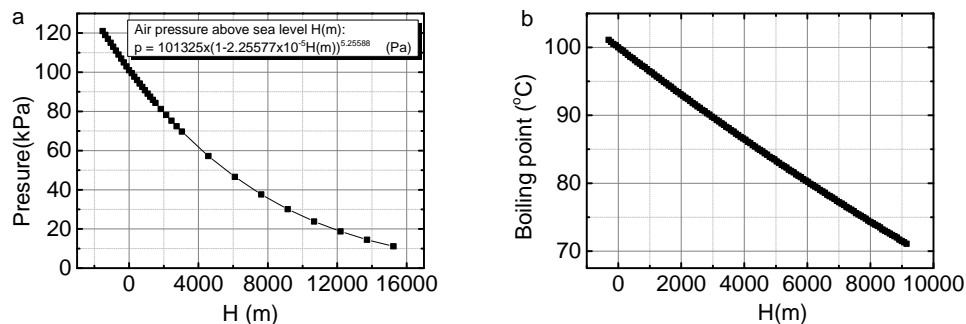 a
Air pressure above sea level H(m):
p = 101325x(1-2.25577x10⁻⁵H(m))⁵·²⁵⁵⁸⁸ (Pa)
120
100
80
60
40
20
0
Presure(kPa)
0 4000 8000 12000 16000
H (m)
b
100
90
80
70
Boiling point (°C)
0 2000 4000 6000 8000 10000
H(m)